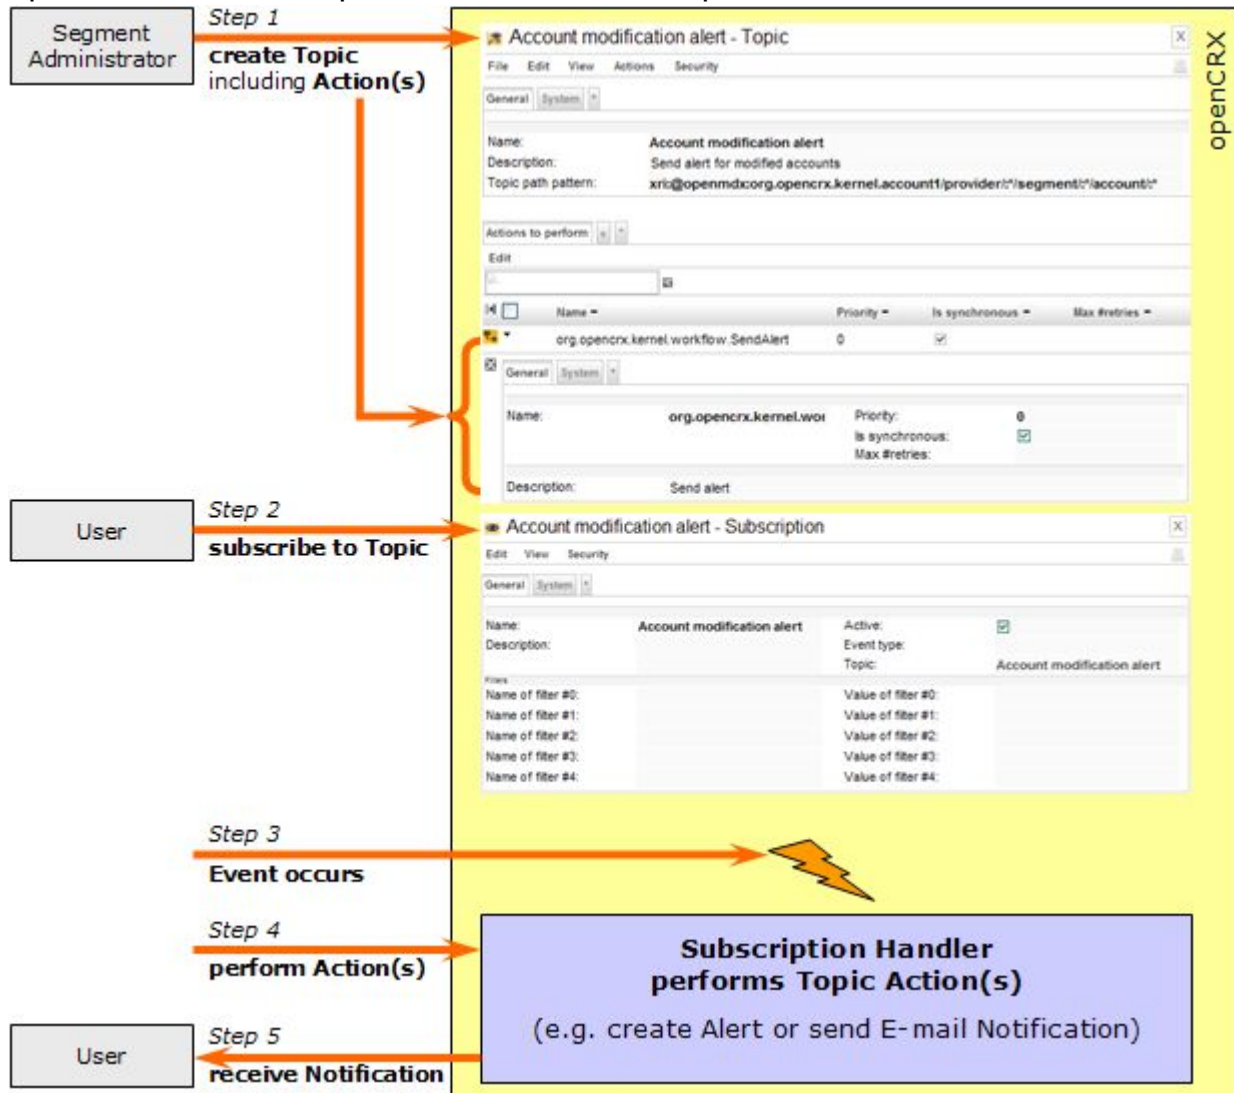 Segment
Administrator
Step 1
create Topic
including Action(s)
openCRX
Account modification alert - Topic
X
File Edit View Actions Security
General System *
Name: Account modification alert
Description: Send alert for modified accounts
Topic path pattern: xri:@openmdx:org.opencrx.kernel.account1/provider/:*/segment/:*/account/:*
Actions to perform » *
Edit
Name Priority Is synchronous Max #retries
org.opencrx.kernel.workflow.SendAlert 0
General System *
Name: org.opencrx.kernel.wor Priority: 0
Is synchronous:
Max #retries:
Description: Send alert
User
Step 2
subscribe to Topic
Account modification alert - Subscription
X
Edit View Security
General System *
Name: Account modification alert Active:
Description: Event type:
Topic: Account modification alert
Filters
Name of filter #0: Value of filter #0:
Name of filter #1: Value of filter #1:
Name of filter #2: Value of filter #2:
Name of filter #3: Value of filter #3:
Name of filter #4: Value of filter #4:
Step 3
Event occurs
Step 4
perform Action(s)
Subscription Handler
performs Topic Action(s)
(e.g. create Alert or send E-mail Notification)
User
Step 5
receive Notification